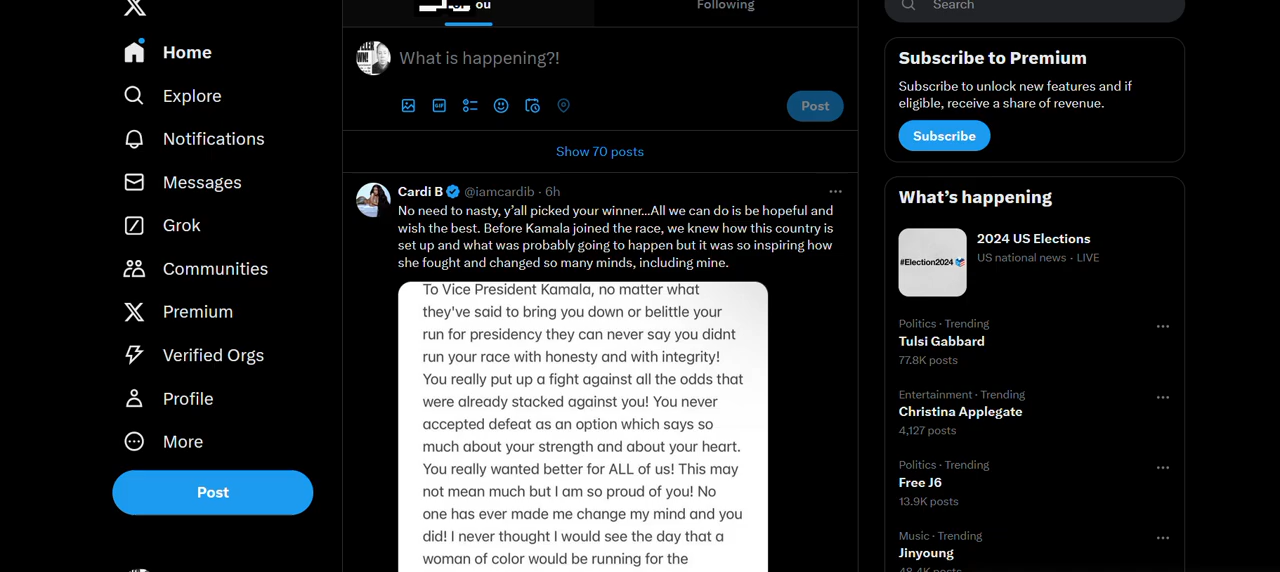 ou
Following
Search
Home
Explore
Notifications
Messages
Grok
Communities
Premium
Verified Orgs
Profile
More
Post
What is happening?!
GIF
Post
Show 70 posts
Cardi B @iamcardib · 6h
No need to nasty, y'all picked your winner...All we can do is be hopeful and
wish the best. Before Kamala joined the race, we knew how this country is
set up and what was probably going to happen but it was so inspiring how
she fought and changed so many minds, including mine.
To Vice President Kamala, no matter what
they've said to bring you down or belittle your
run for presidency they can never say you didnt
run your race with honesty and with integrity!
You really put up a fight against all the odds that
were already stacked against you! You never
accepted defeat as an option which says so
much about your strength and about your heart.
You really wanted better for ALL of us! This may
not mean much but I am so proud of you! No
one has ever made me change my mind and you
did! I never thought I would see the day that a
woman of color would be running for the
Subscribe to Premium
Subscribe to unlock new features and if
eligible, receive a share of revenue.
Subscribe
What's happening
#Election2024
2024 US Elections
US national news · LIVE
Politics · Trending
Tulsi Gabbard
77.8K posts
Entertainment · Trending
Christina Applegate
4,127 posts
Politics · Trending
Free J6
13.9K posts
Music · Trending
Jinyoung
48.4K posts